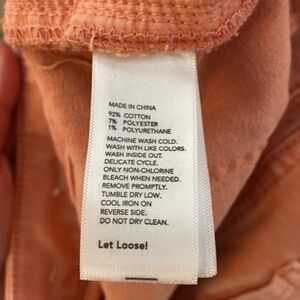 MADE IN CHINA
92% COTTON
7% POLYESTER
1% POLYURETHANE
MACHINE WASH COLD.
WASH WITH LIKE COLORS.
WASH INSIDE OUT.
DELICATE CYCLE.
ONLY NON-CHLORINE
BLEACH WHEN NEEDED.
REMOVE PROMPTLY.
TUMBLE DRY LOW.
COOL IRON ON
REVERSE SIDE.
DO NOT DRY CLEAN.
Let Loose!